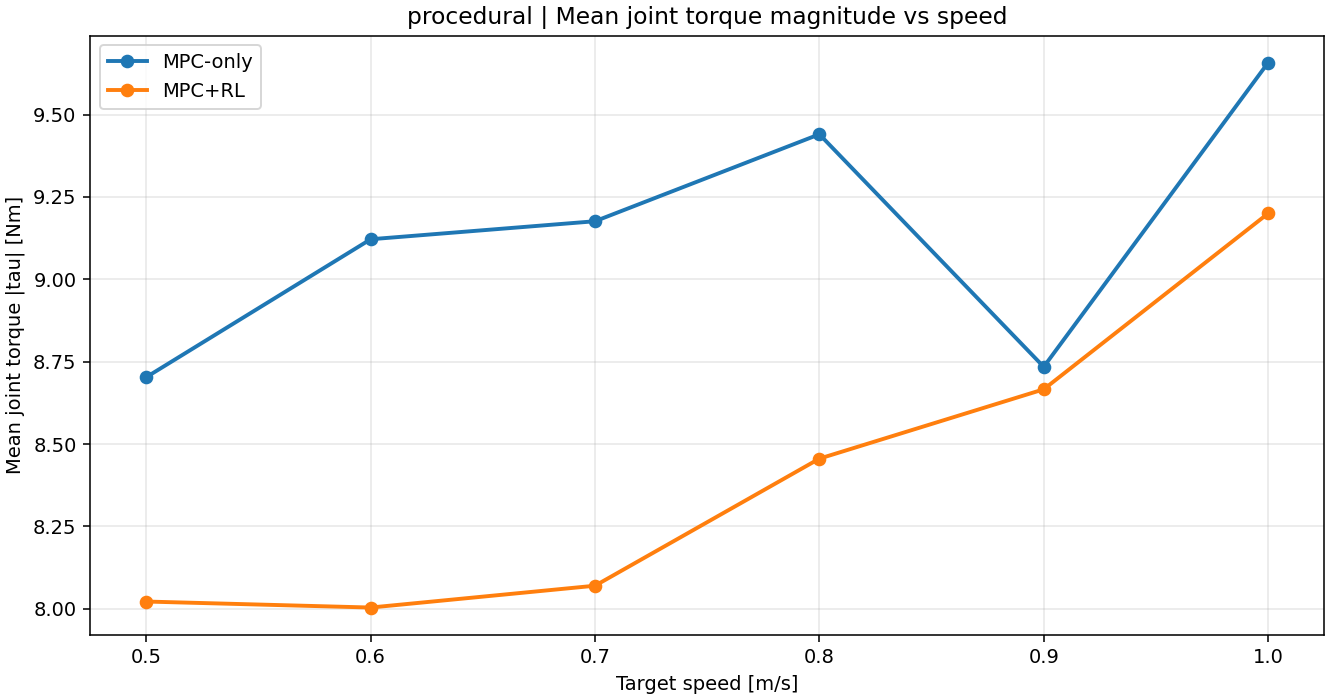 procedural | Mean joint torque magnitude vs speed
MPC-only
MPC+RL
Mean joint torque |tau| [Nm]
9.50
9.25
9.00
8.75
8.50
8.25
8.00
0.5 0.6 0.7 0.8 0.9 1.0
Target speed [m/s]